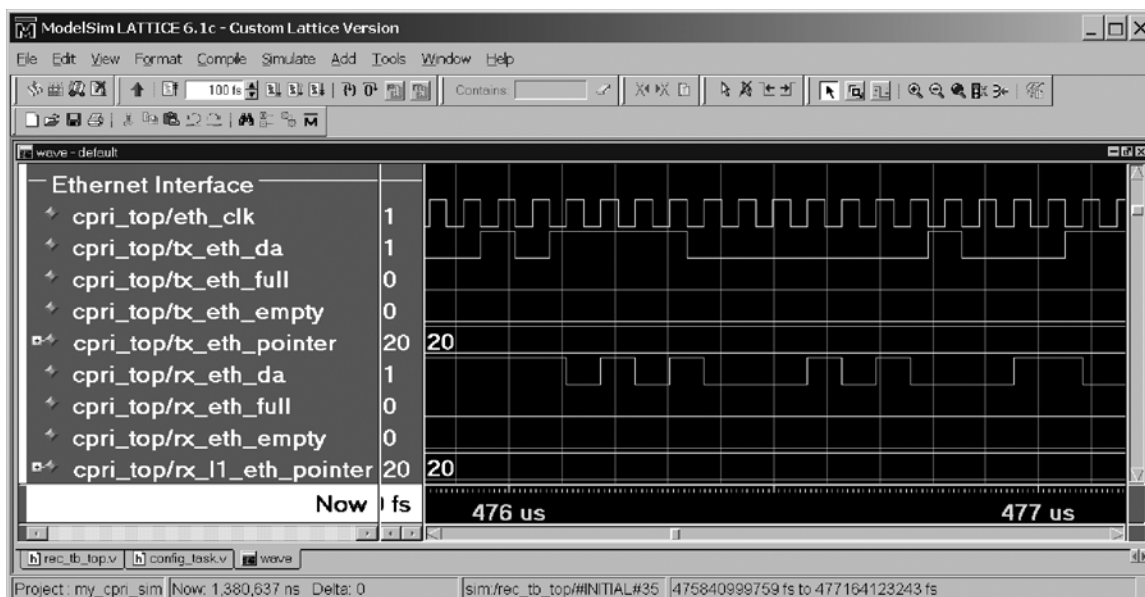 ModelSim LATTICE 6.1c - Custom Lattice Version
File Edit View Format Compile Simulate Add Tools Window Help
100 fs Contains:
wave - default
Ethernet Interface
cpri_top/eth_clk 1
cpri_top/tx_eth_da 1
cpri_top/tx_eth_full 0
cpri_top/tx_eth_empty 0
cpri_top/tx_eth_pointer 20 20
cpri_top/rx_eth_da 1
cpri_top/rx_eth_full 0
cpri_top/rx_eth_empty 0
cpri_top/rx_l1_eth_pointer 20 20
Now fs 476 us 477 us
rec_tb_top.v config_task.v wave
Project : my_cpri_sim Now: 1,380,637 ns Delta: 0 sim:/rec_tb_top/#INITIAL#35 475840999759 fs to 477164123243 fs